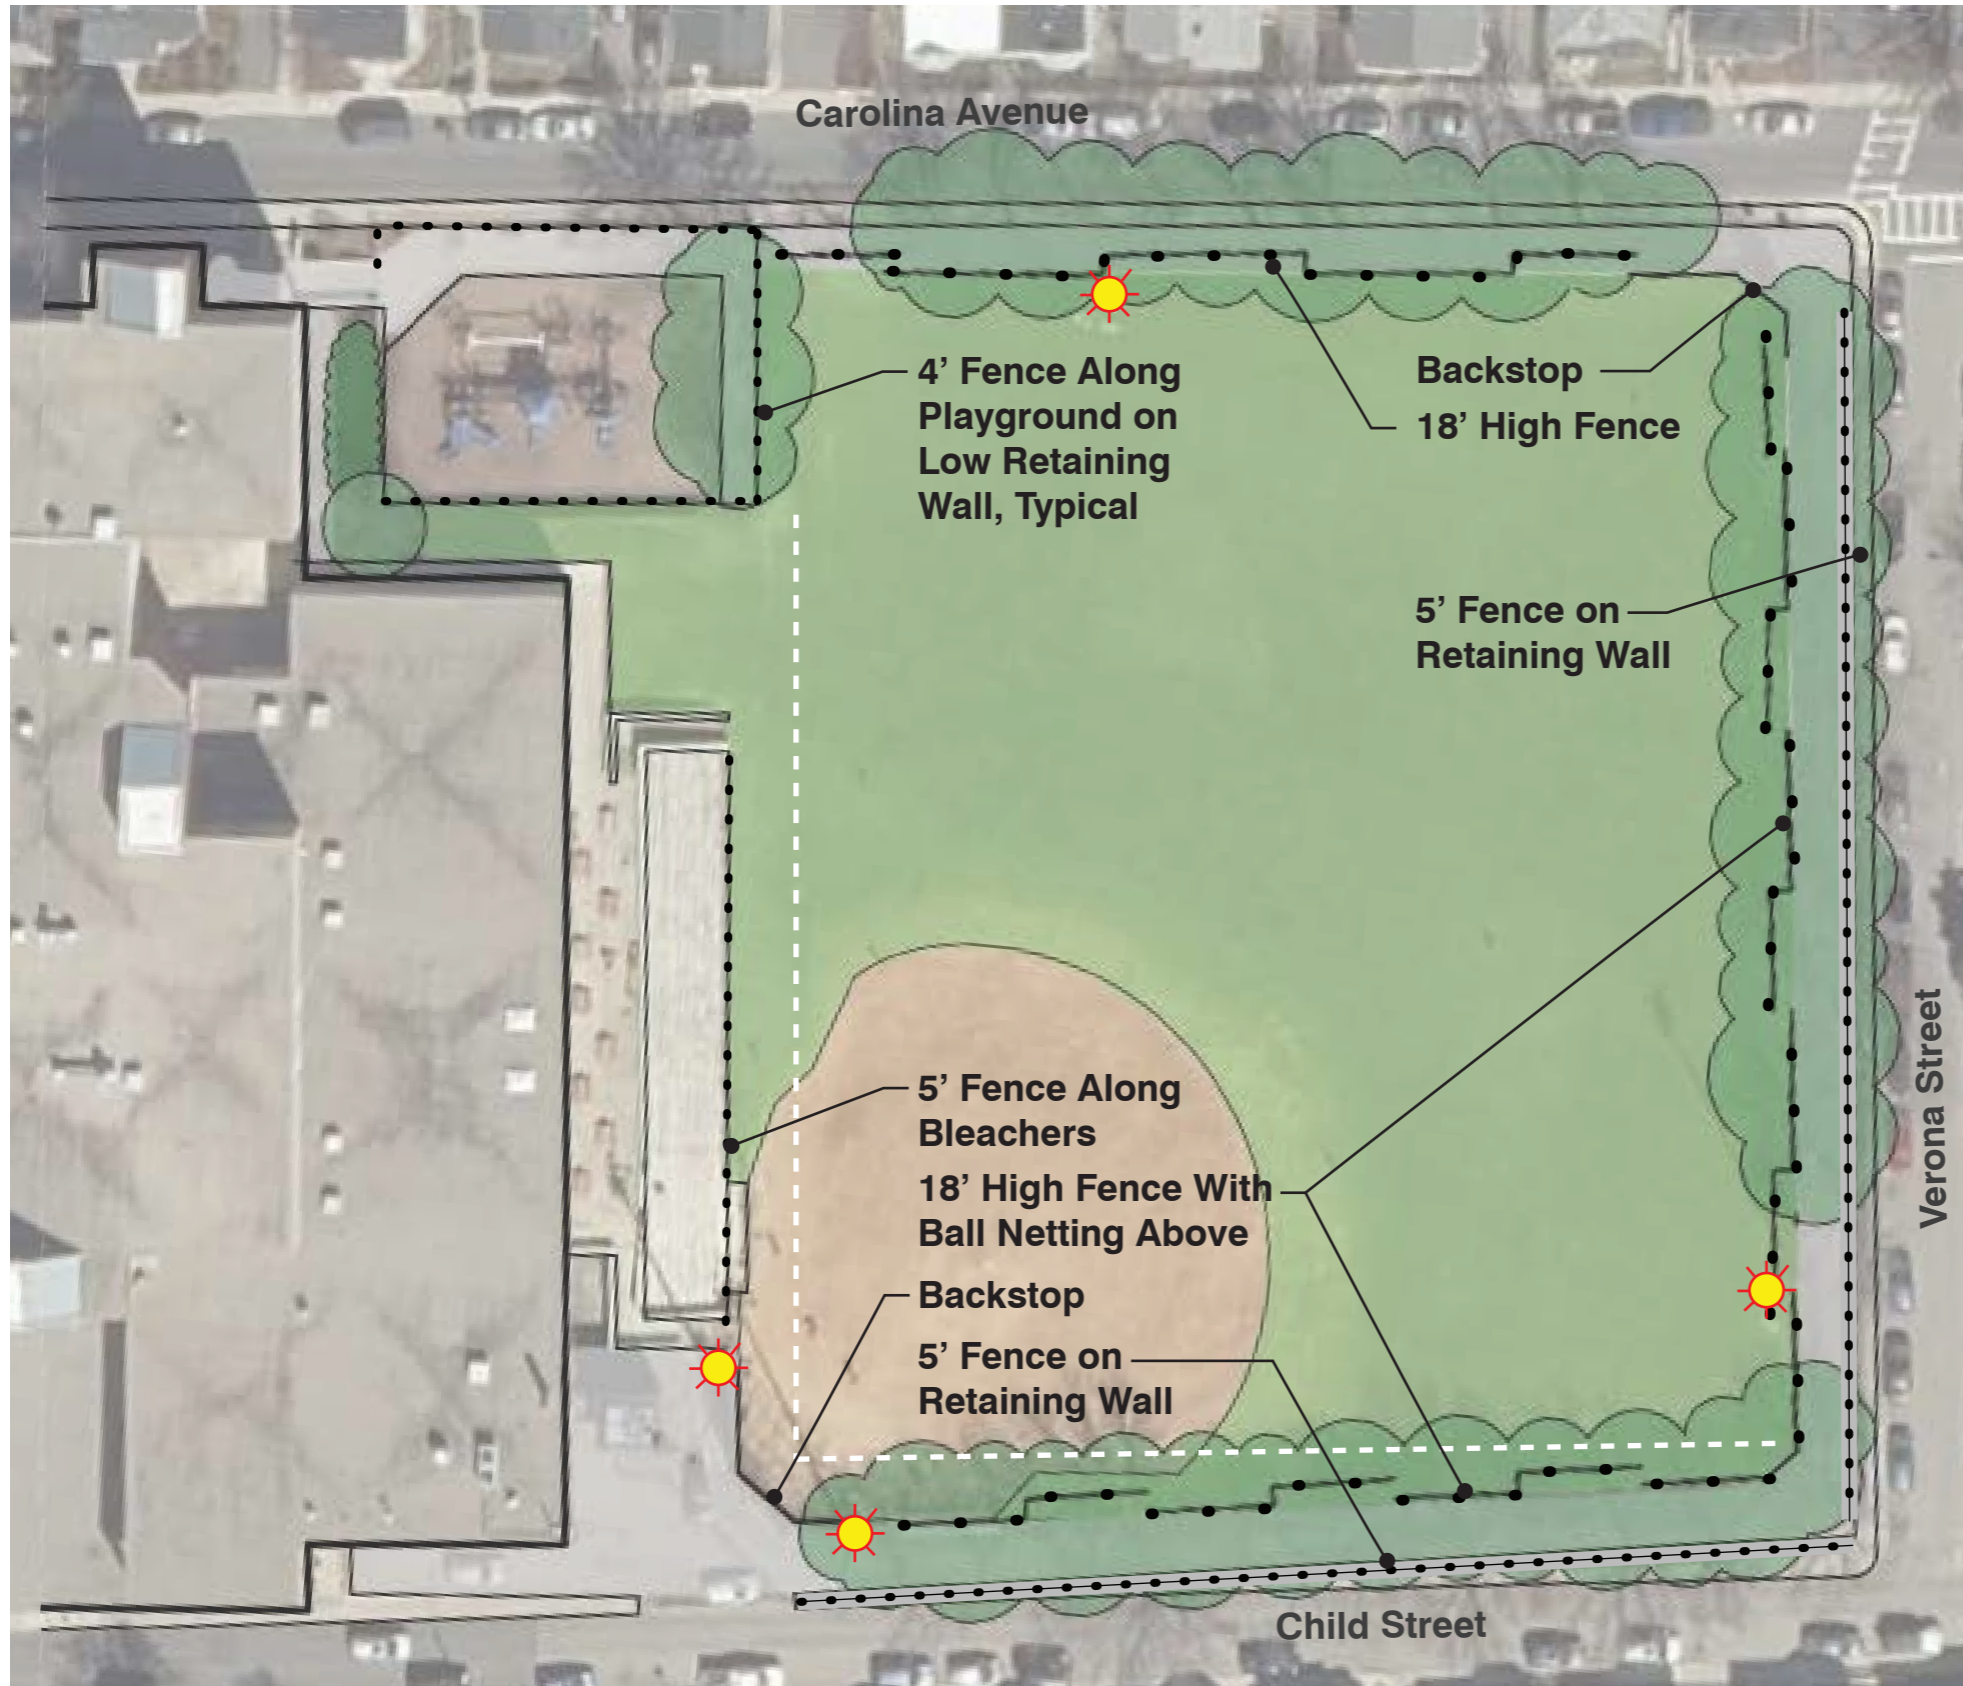 Carolina Avenue
4’ Fence Along
Playground on
Low Retaining
Wall, Typical
Backstop
18’ High Fence
5’ Fence on
Retaining Wall
5’ Fence Along
Bleachers
18’ High Fence With
Ball Netting Above
Backstop
5’ Fence on
Retaining Wall
Verona Street
Child Street